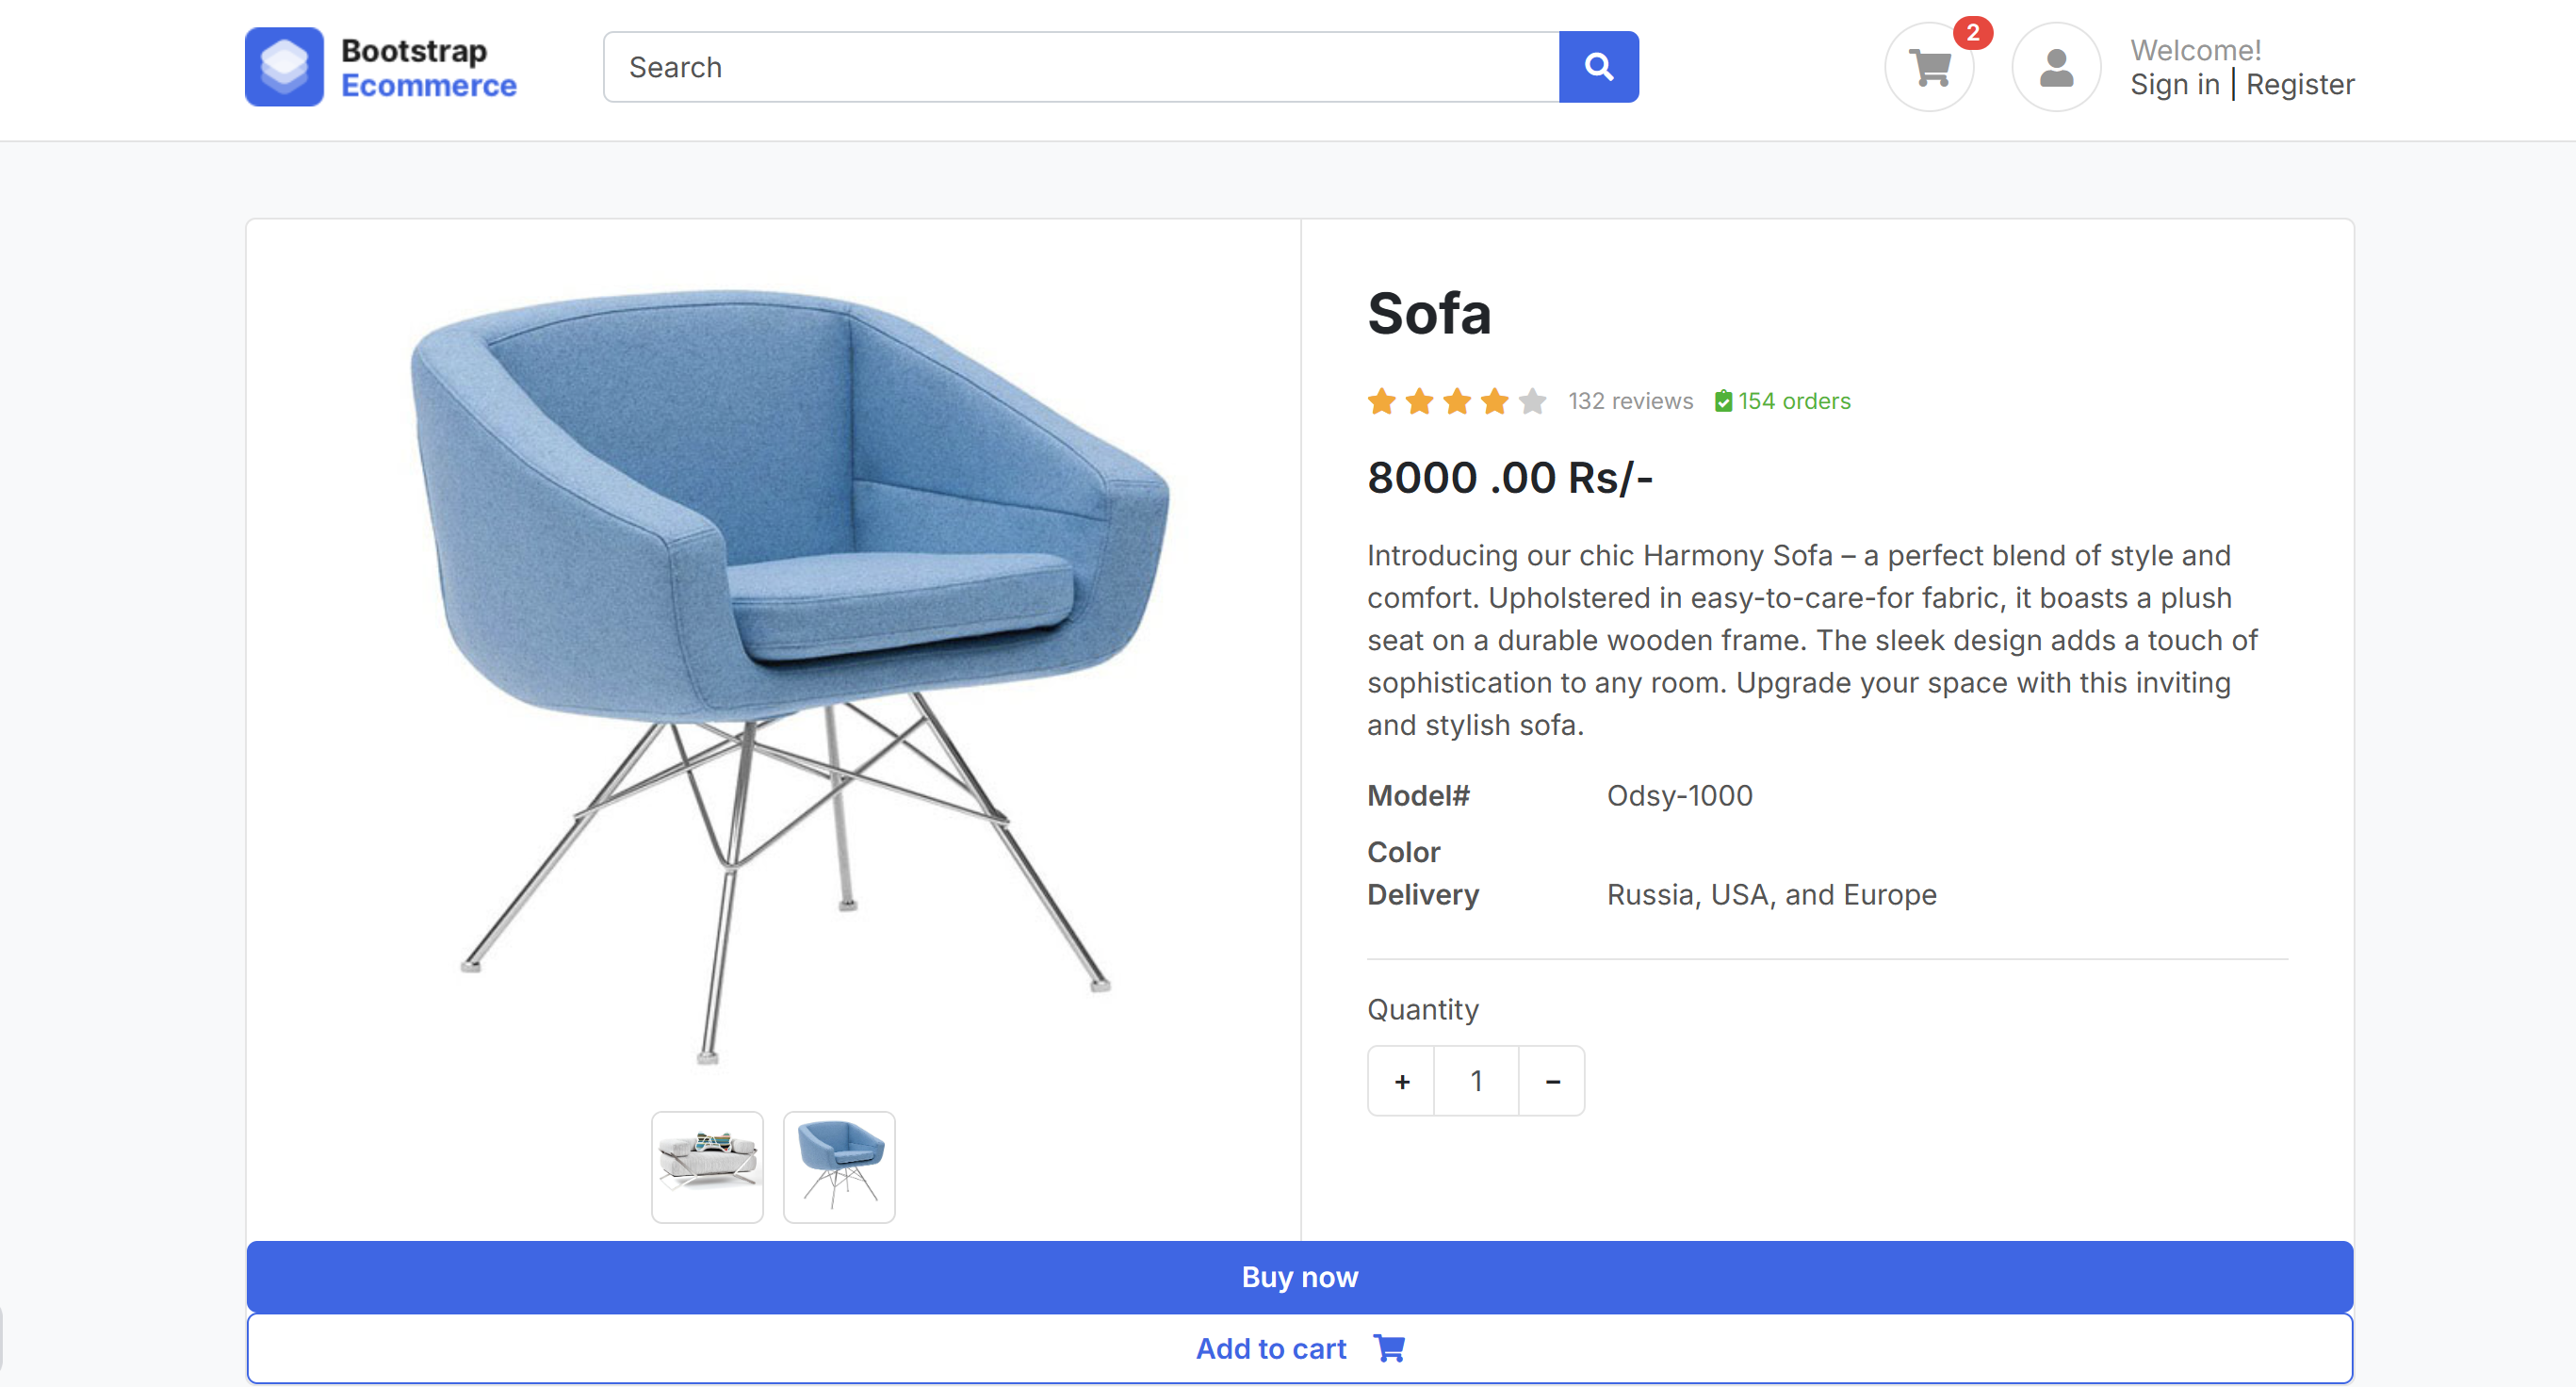 Bootstrap
Ecommerce
Search
2
Welcome!
Sign in | Register
Sofa
132 reviews 154 orders
8000 .00 Rs/-
Introducing our chic Harmony Sofa – a perfect blend of style and
comfort. Upholstered in easy-to-care-for fabric, it boasts a plush
seat on a durable wooden frame. The sleek design adds a touch of
sophistication to any room. Upgrade your space with this inviting
and stylish sofa.
Model# Odsy-1000
Color
Delivery Russia, USA, and Europe
Quantity
+ 1 −
Buy now
Add to cart